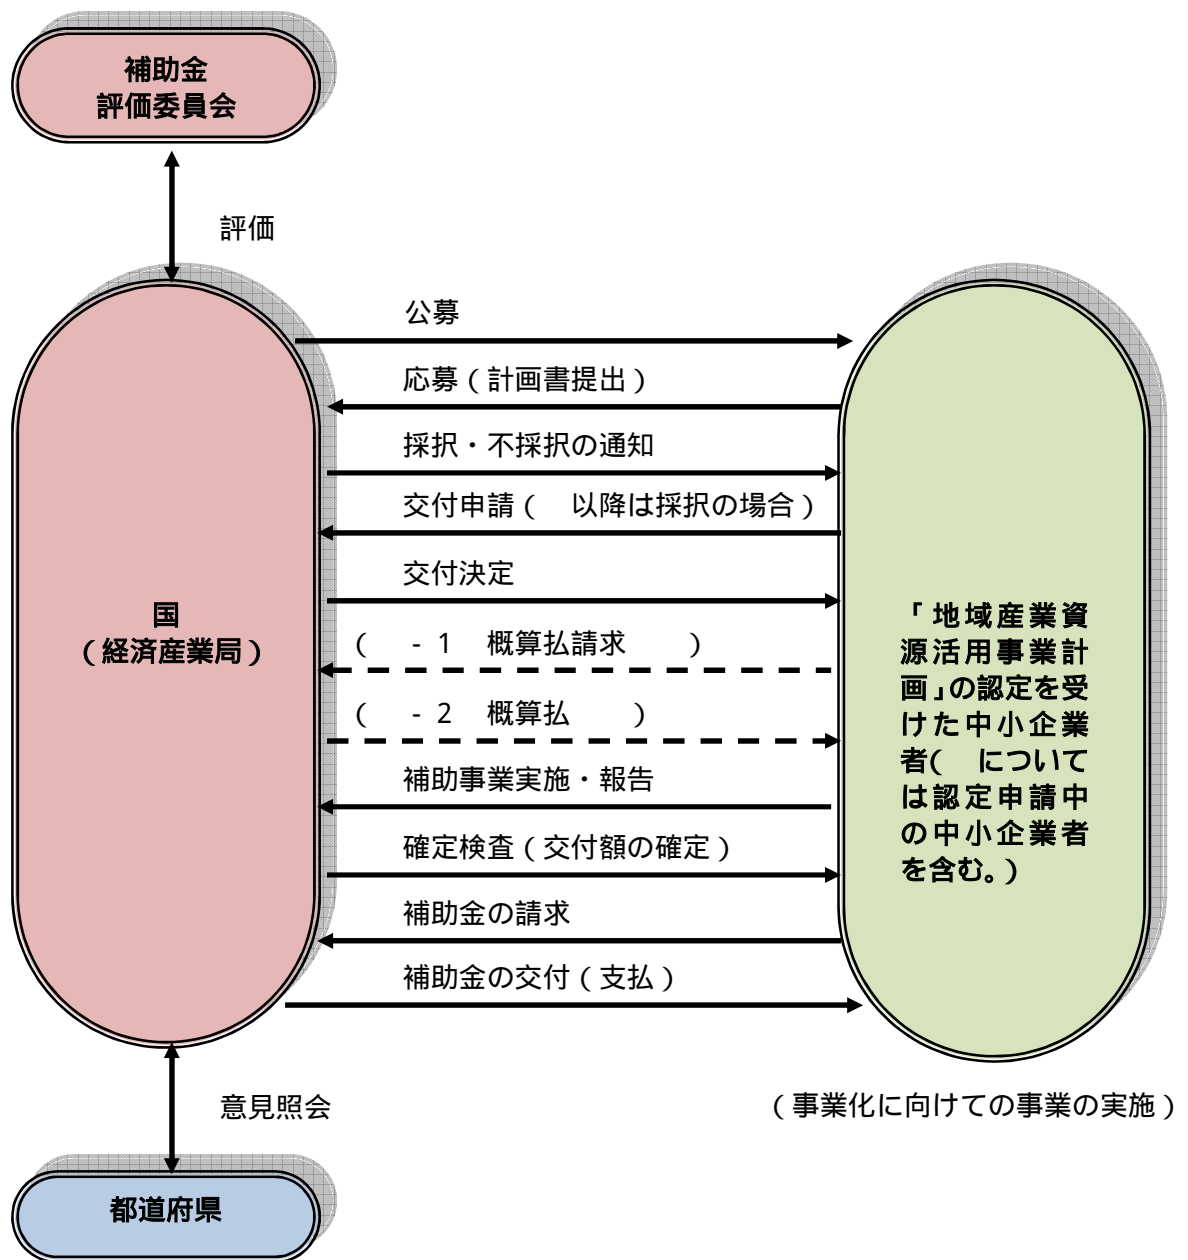 補助金
評価委員会
評価
公募
応募（計画書提出）
採択・不採択の通知
交付申請（　以降は採択の場合）
交付決定
（　-１　概算払請求　　）
（　-２　概算払　　）
補助事業実施・報告
確定検査（交付額の確定）
補助金の請求
補助金の交付（支払）
国
（経済産業局）
「地域産業資
源活用事業計
画」の認定を受
けた中小企業
者（　について
は認定申請中
の中小企業者
を含む。）
意見照会
（事業化に向けての事業の実施）
都道府県